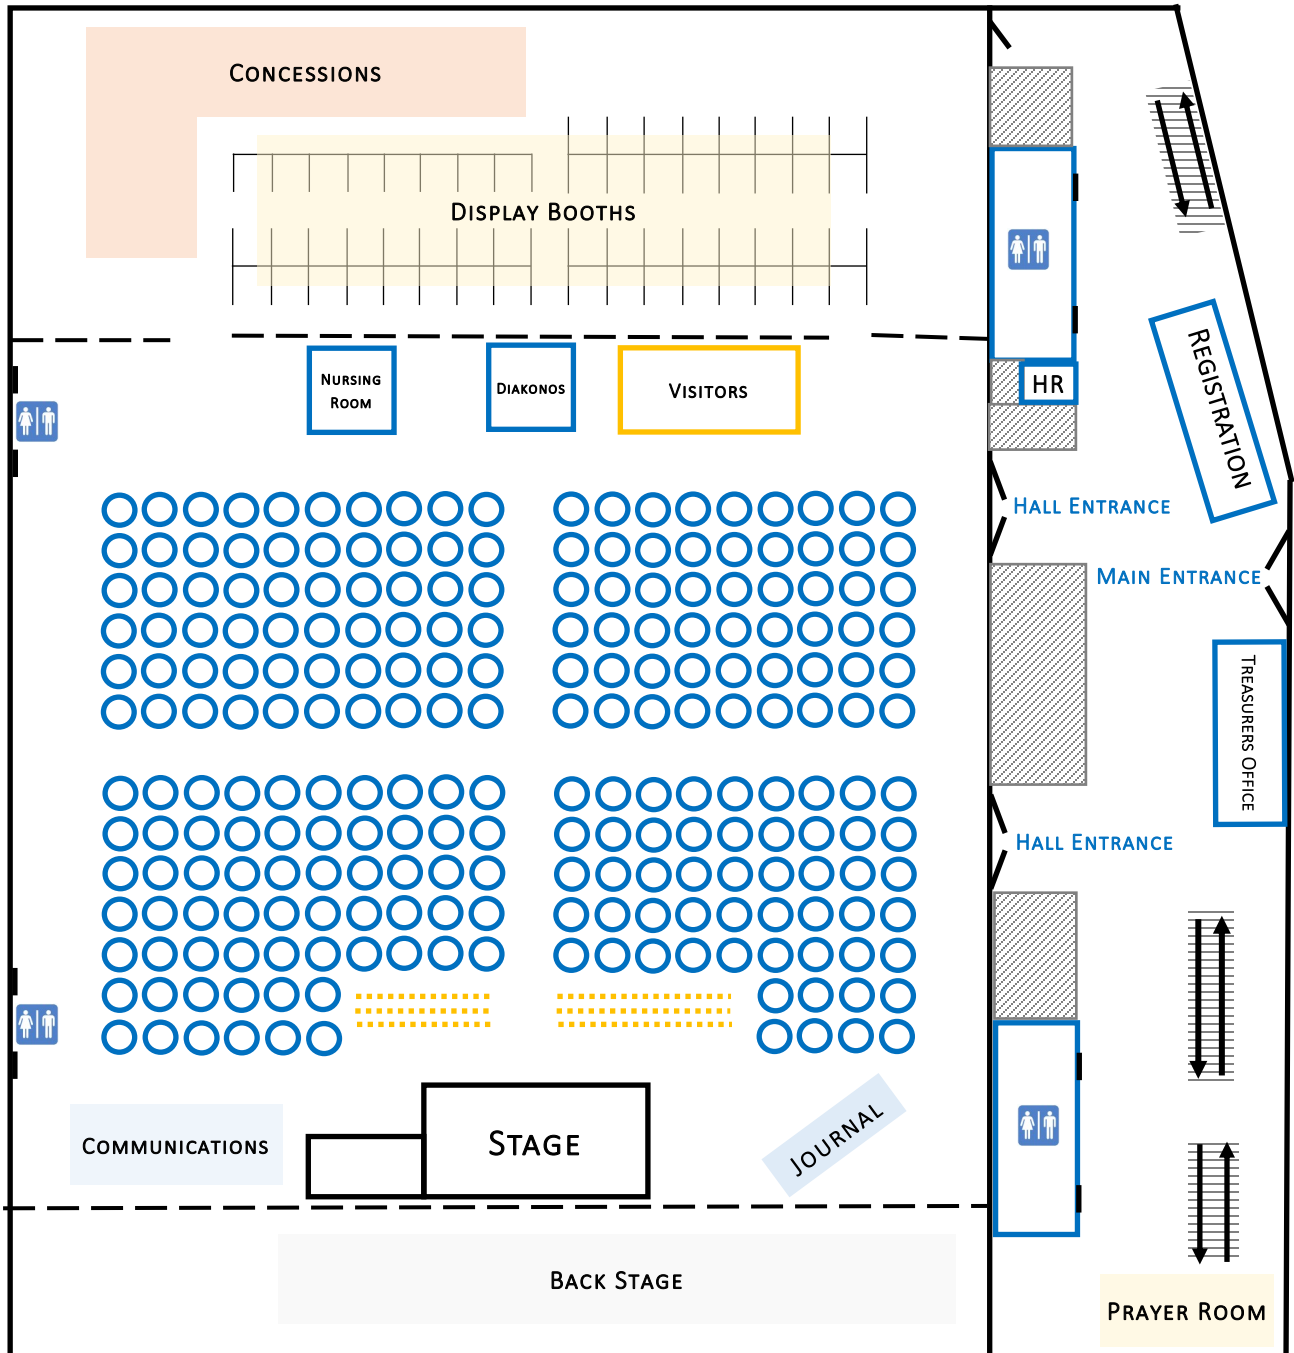 CONCESSIONS
DISPLAY BOOTHS
NURSING
ROOM
DIAKONOS
VISITORS
HR
REGISTRATION
HALL ENTRANCE
MAIN ENTRANCE
TREASURERS OFFICE
HALL ENTRANCE
COMMUNICATIONS
STAGE
JOURNAL
BACK STAGE
PRAYER ROOM